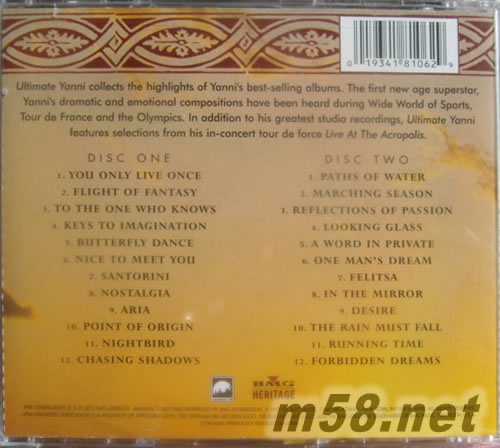 0 19341 81062 9
Ultimate Yanni collects the highlights of Yanni's best-selling albums. The first new age superstar,
Yanni's dramatic and emotional compositions have been heard during Wide World of Sports,
Tour de France and the Olympics. In addition to his greatest studio recordings, Ultimate Yanni
features selections from his in-concert tour de force Live At The Acropolis.
DISC ONE
1. YOU ONLY LIVE ONCE
2. FLIGHT OF FANTASY
3. TO THE ONE WHO KNOWS
4. KEYS TO IMAGINATION
5. BUTTERFLY DANCE
6. NICE TO MEET YOU
7. SANTORINI
8. NOSTALGIA
9. ARIA
10. POINT OF ORIGIN
11. NIGHTBIRD
12. CHASING SHADOWS
DISC TWO
1. PATHS OF WATER
2. MARCHING SEASON
3. REFLECTIONS OF PASSION
4. LOOKING GLASS
5. A WORD IN PRIVATE
6. ONE MAN'S DREAM
7. FELITSA
8. IN THE MIRROR
9. DESIRE
10. THE RAIN MUST FALL
11. RUNNING TIME
12. FORBIDDEN DREAMS
BMG
HERITAGE
m58.net